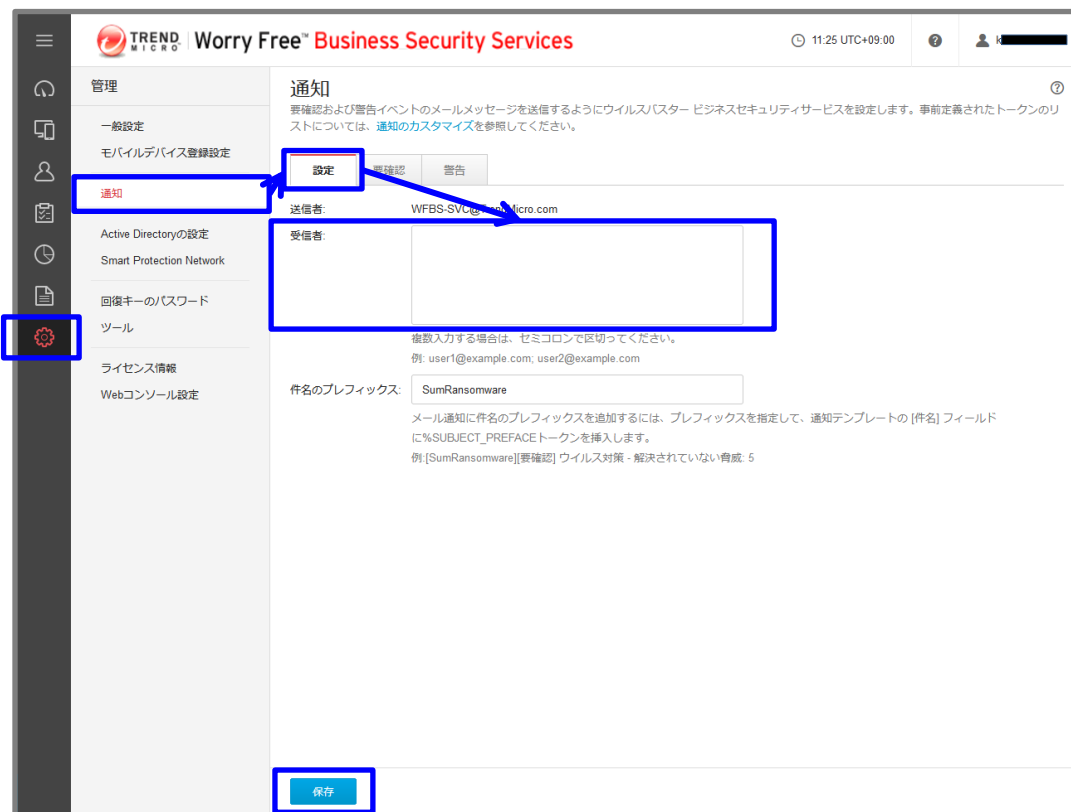 TREND MICRO Worry Free™ Business Security Services
11:25 UTC+09:00
k
管理
一般設定
モバイルデバイス登録設定
通知
Active Directoryの設定
Smart Protection Network
回復キーのパスワード
ツール
ライセンス情報
Webコンソール設定
通知
要確認および警告イベントのメールメッセージを送信するようにウイルスバスター ビジネスセキュリティサービスを設定します。事前定義されたトークンのリ
ストについては、通知のカスタマイズを参照してください。
設定 要確認 警告
送信者: WFBS-SVC@TrendMicro.com
受信者:
複数入力する場合は、セミコロンで区切ってください。
例: user1@example.com; user2@example.com
件名のプレフィックス: SumRansomware
メール通知に件名のプレフィックスを追加するには、プレフィックスを指定して、通知テンプレートの [件名] フィールド
に%SUBJECT_PREFACEトークンを挿入します。
例:[SumRansomware][要確認] ウイルス対策 - 解決されていない脅威: 5
保存